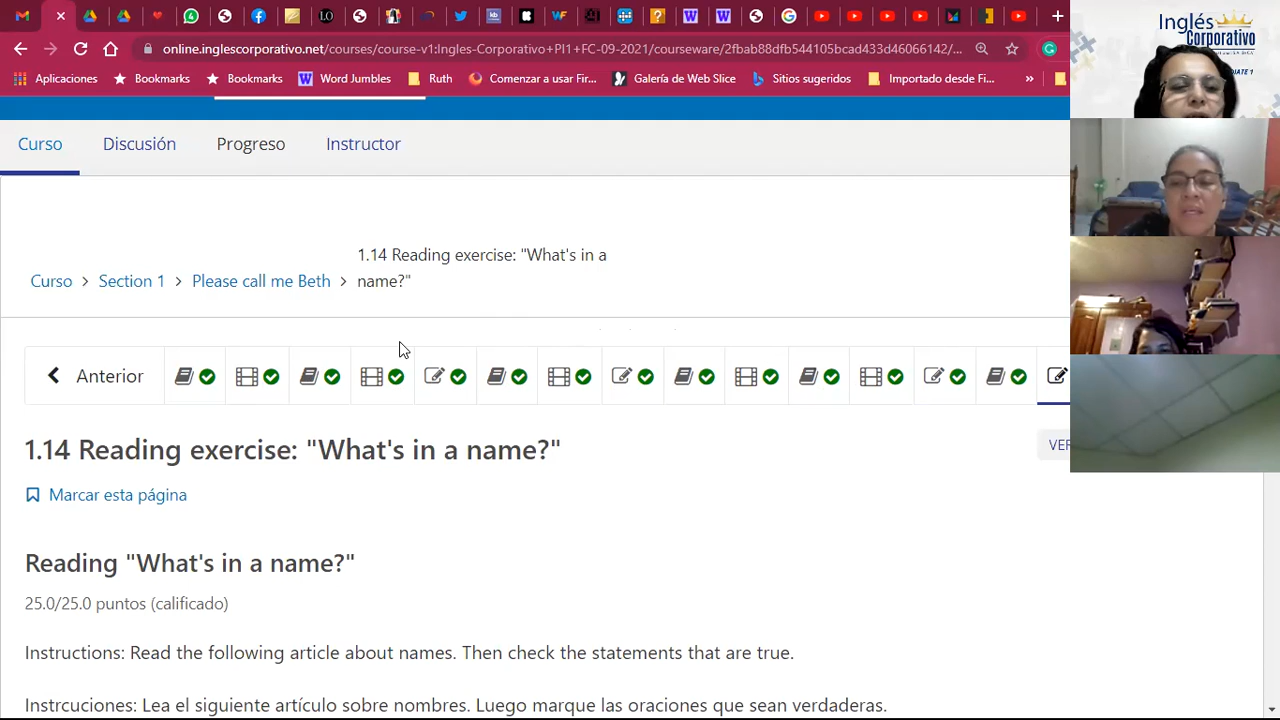 online.inglescorporativo.net/courses/course-v1:Ingles-Corporativo+PI1+FC-09-2021/courseware/2fbab88dfb544105bcad433d46066142/...
Aplicaciones Bookmarks Bookmarks Word Jumbles Ruth Comenzar a usar Fir... Galería de Web Slice Sitios sugeridos Importado desde Fi... »
Inglés
Corporativo
Curso Discusión Progreso Instructor
1.14 Reading exercise: "What's in a
Curso > Section 1 > Please call me Beth > name?"
Anterior
1.14 Reading exercise: "What's in a name?"
VER
Marcar esta página
Reading "What's in a name?"
25.0/25.0 puntos (calificado)
Instructions: Read the following article about names. Then check the statements that are true.
Instrcuciones: Lea el siguiente artículo sobre nombres. Luego marque las oraciones que sean verdaderas.